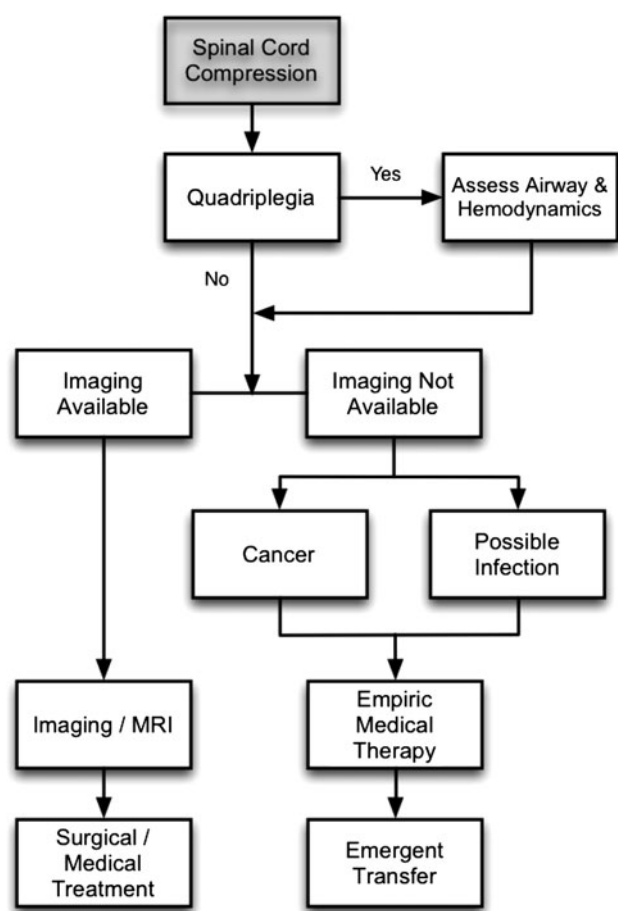 Spinal Cord
Compression
Quadriplegia
Yes
Assess Airway &
Hemodynamics
No
Imaging
Available
Imaging Not
Available
Cancer
Possible
Infection
Imaging / MRI
Empiric
Medical
Therapy
Surgical /
Medical
Treatment
Emergent
Transfer